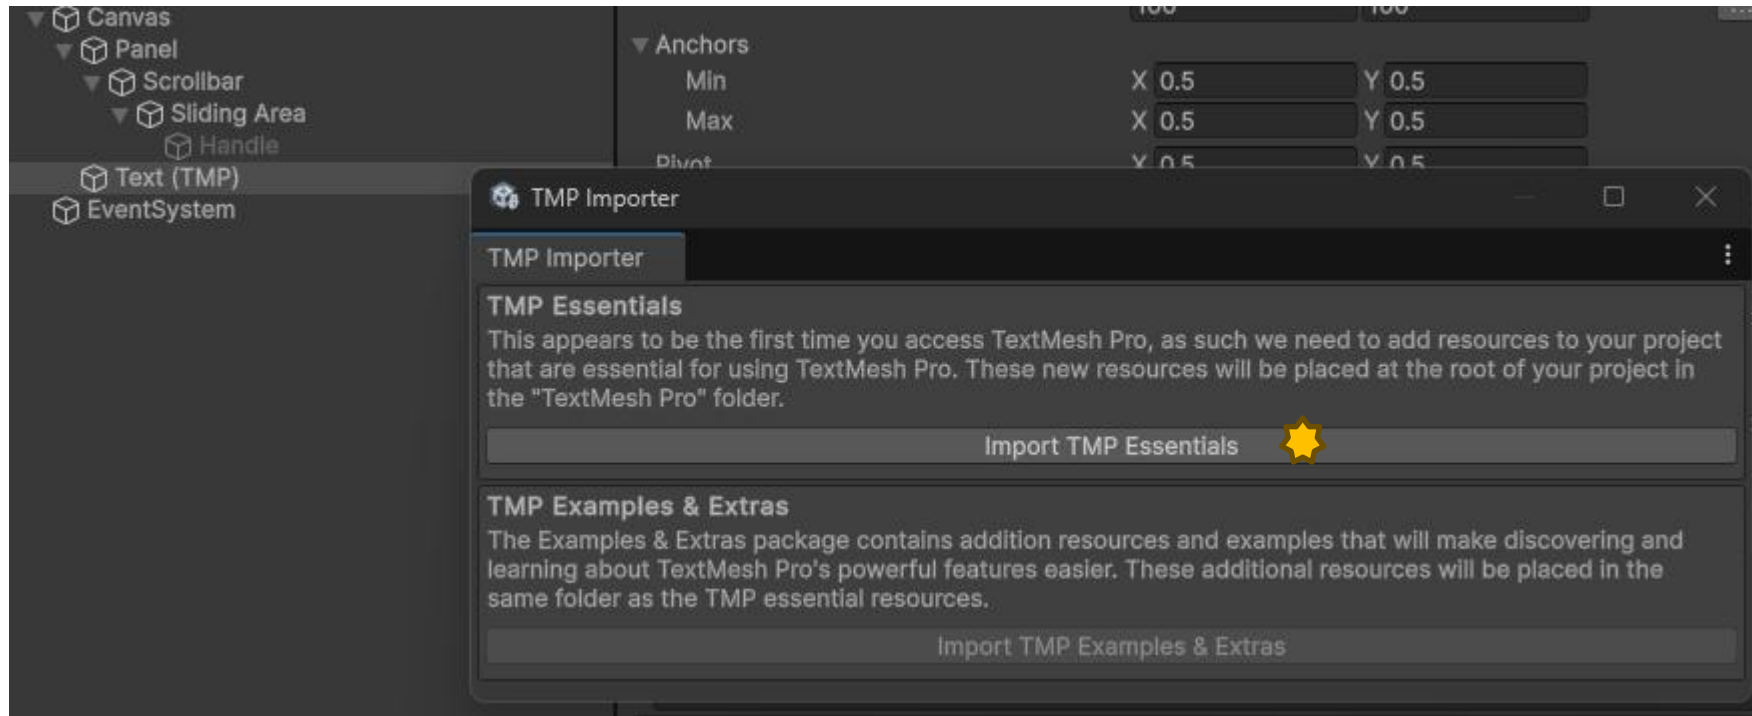 Canvas
Panel
Scrollbar
Sliding Area
Handle
Text (TMP)
EventSystem
100 100
Anchors
Min X 0.5 Y 0.5
Max X 0.5 Y 0.5
Pivot X 0.5 Y 0.5
TMP Importer
TMP Importer
TMP Essentials
This appears to be the first time you access TextMesh Pro, as such we need to add resources to your project
that are essential for using TextMesh Pro. These new resources will be placed at the root of your project in
the "TextMesh Pro" folder.
Import TMP Essentials
TMP Examples & Extras
The Examples & Extras package contains addition resources and examples that will make discovering and
learning about TextMesh Pro's powerful features easier. These additional resources will be placed in the
same folder as the TMP essential resources.
Import TMP Examples & Extras